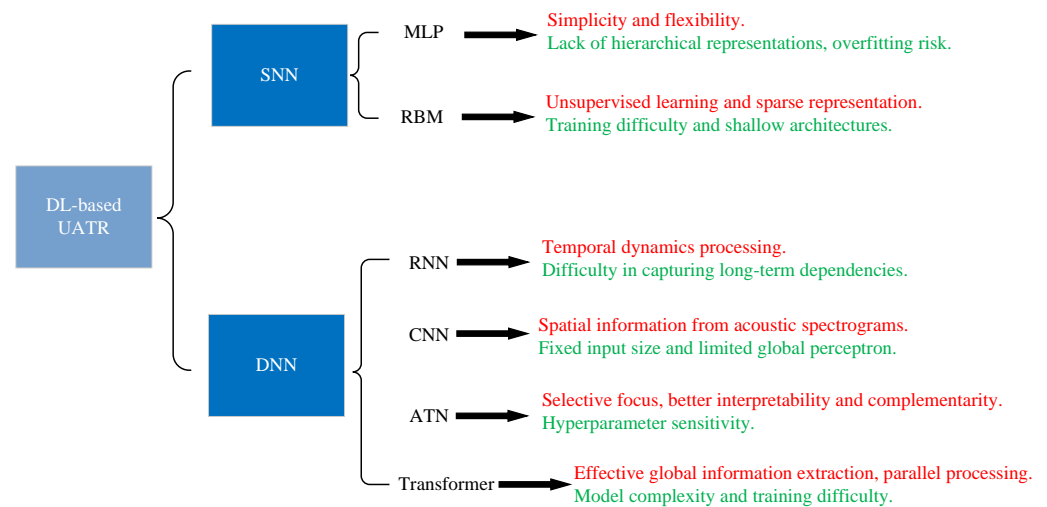 DL-based
UATR
SNN
MLP
Simplicity and flexibility.
Lack of hierarchical representations, overfitting risk.
RBM
Unsupervised learning and sparse representation.
Training difficulty and shallow architectures.
DNN
RNN
Temporal dynamics processing.
Difficulty in capturing long-term dependencies.
CNN
Spatial information from acoustic spectrograms.
Fixed input size and limited global perceptron.
ATN
Selective focus, better interpretability and complementarity.
Hyperparameter sensitivity.
Transformer
Effective global information extraction, parallel processing.
Model complexity and training difficulty.